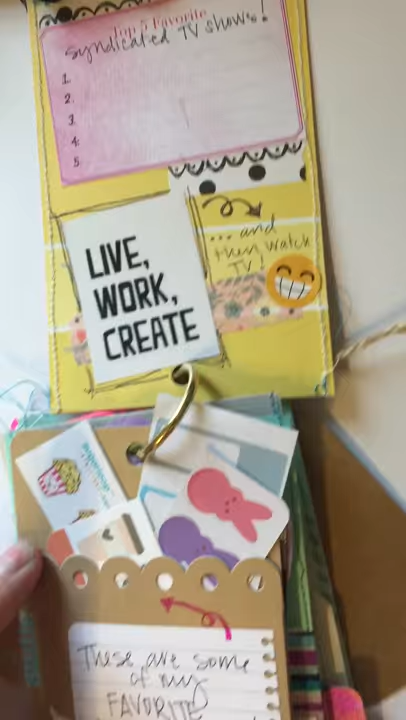 Top 5 Favorite
syndicated TV shows!
1.
2.
3.
4.
5.
... and
then watch
TV!
LIVE,
WORK,
CREATE
These are some
of my
FAVORITE